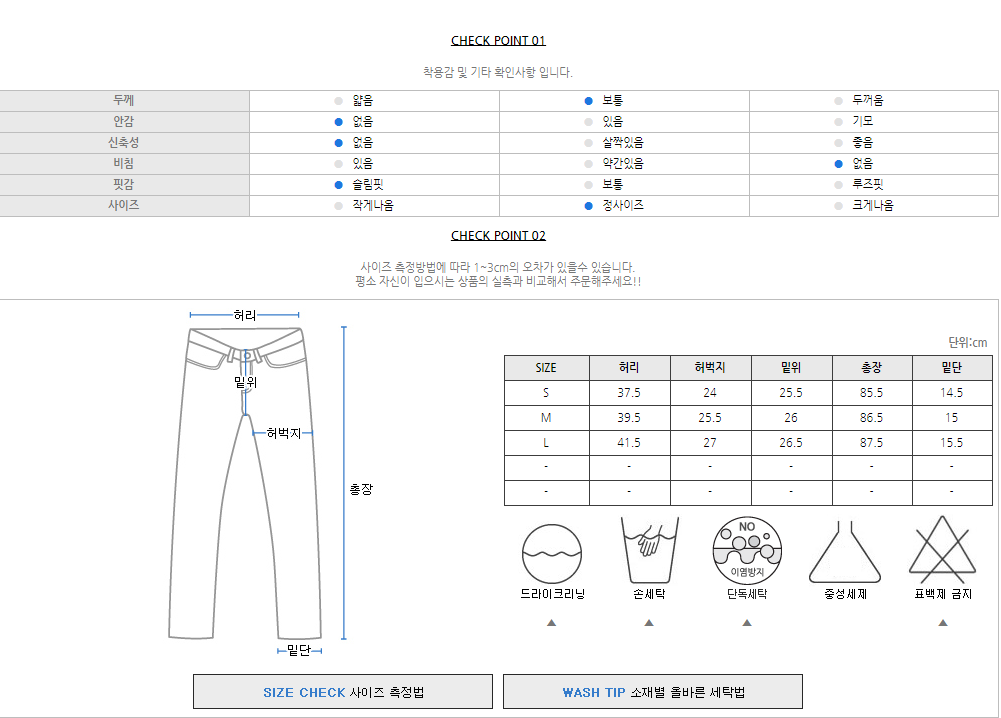 CHECK POINT 01
착용감 및 기타 확인사항 입니다.
두께 얇음 보통 두꺼움
안감 없음 있음 기모
신축성 없음 살짝있음 좋음
비침 있음 약간있음 없음
핏감 슬림핏 보통 루즈핏
사이즈 작게나옴 정사이즈 크게나옴
CHECK POINT 02
사이즈 측정방법에 따라 1~3cm의 오차가 있을수 있습니다.
평소 자신이 입으시는 상품의 실측과 비교해서 주문해주세요!!
허리
밑위
허벅지
총장
밑단
단위:cm
SIZE 허리 허벅지 밑위 총장 밑단
S 37.5 24 25.5 85.5 14.5
M 39.5 25.5 26 86.5 15
L 41.5 27 26.5 87.5 15.5
- - - - - -
- - - - - -
NO
이염방지
드라이크리닝 손세탁 단독세탁 중성세제 표백제 금지
SIZE CHECK 사이즈 측정법
WASH TIP 소재별 올바른 세탁법